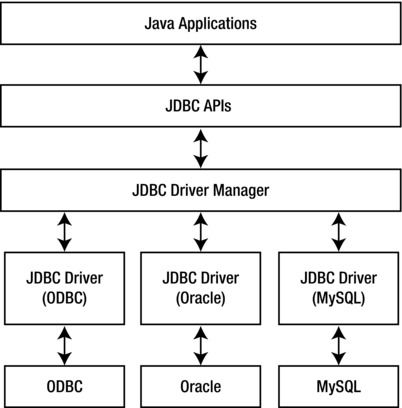 Java Applications
JDBC APIs
JDBC Driver Manager
JDBC Driver
(ODBC)
JDBC Driver
(Oracle)
JDBC Driver
(MySQL)
ODBC
Oracle
MySQL